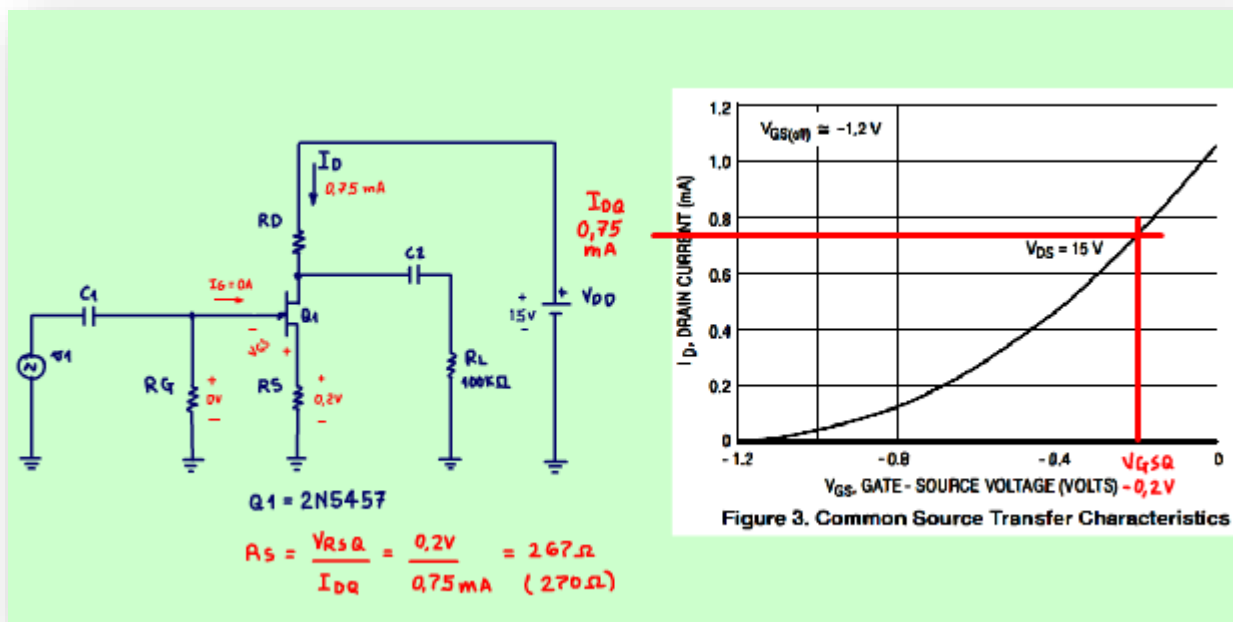 I_D
0,75 mA
RD
C2
C1
IG=0A
Q1
+
VDD
15V
-
v1
VGS
- +
RG
+
0V
-
RS
+
0,2V
-
RL
100KΩ
Q1 = 2N5457
RS = VRSQ / IDQ = 0,2V / 0,75mA = 267Ω
(270Ω)
IDQ
0,75
mA
1.2
1.0
0.8
0.6
0.4
0.2
0
ID, DRAIN CURRENT (mA)
VGS(off) ≅ -1,2 V
VDS = 15 V
-1.2
-0.8
-0.4
VGSQ
0
VGS, GATE - SOURCE VOLTAGE (VOLTS) -0,2V
Figure 3. Common Source Transfer Characteristics